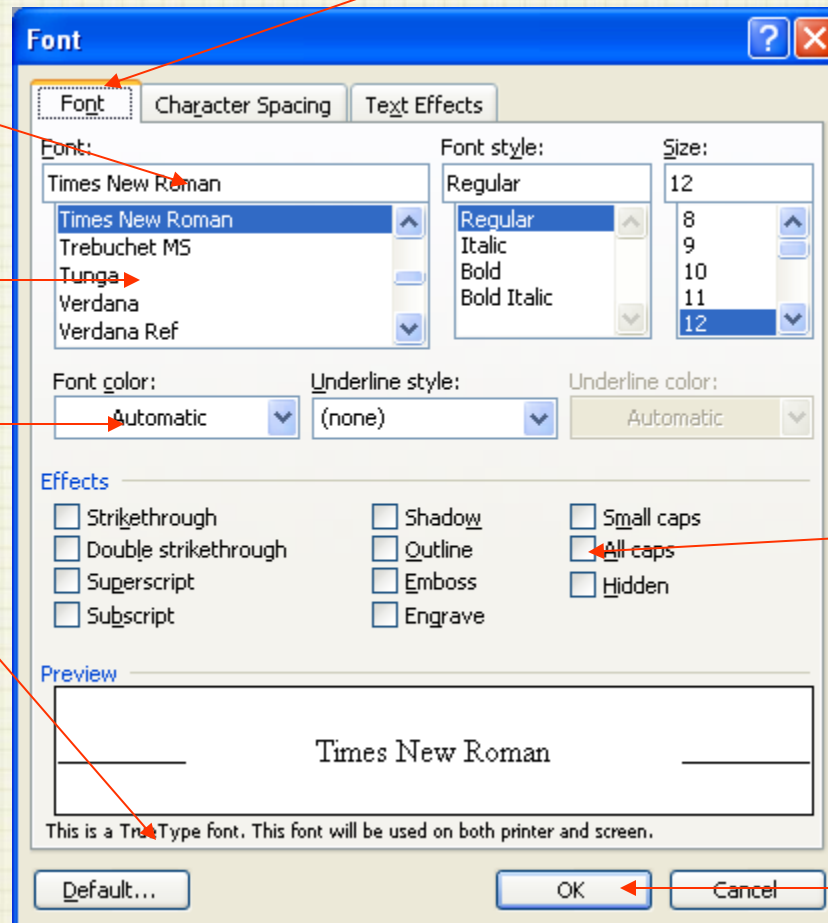 Font
Font Character Spacing Text Effects
Font: Font style: Size:
Times New Roman Regular 12
Times New Roman Regular 8
Trebuchet MS Italic 9
Tunga Bold 10
Verdana Bold Italic 11
Verdana Ref 12
Font color: Underline style: Underline color:
Automatic (none) Automatic
Effects
Strikethrough Shadow Small caps
Double strikethrough Outline All caps
Superscript Emboss Hidden
Subscript Engrave
Preview
Times New Roman
This is a TrueType font. This font will be used on both printer and screen.
Default... OK Cancel